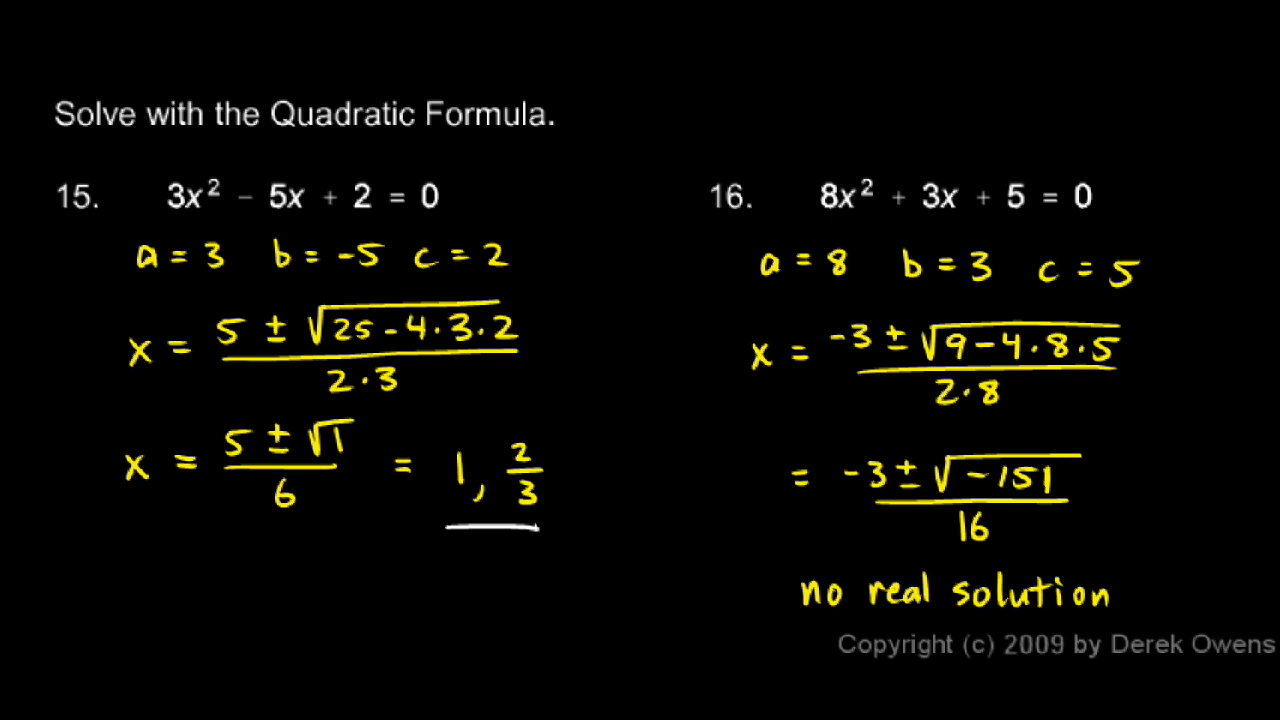 Solve with the Quadratic Formula.
15. 3x² − 5x + 2 = 0
a = 3 b = -5 c = 2
x = (5 ± √(25 - 4·3·2)) / (2·3)
x = (5 ± √1) / 6 = 1, 2/3
16. 8x² + 3x + 5 = 0
a = 8 b = 3 c = 5
x = (-3 ± √(9 - 4·8·5)) / (2·8)
= (-3 ± √(-151)) / 16
no real solution
Copyright (c) 2009 by Derek Owens